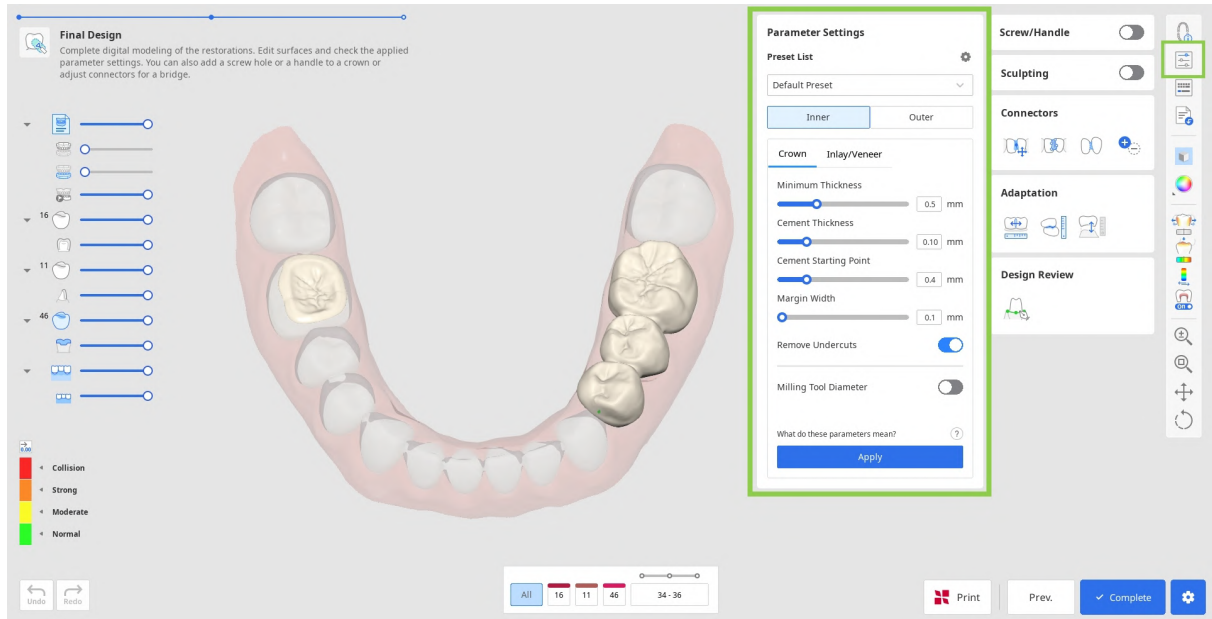 Final Design
Complete digital modeling of the restorations. Edit surfaces and check the applied
parameter settings. You can also add a screw hole or a handle to a crown or
adjust connectors for a bridge.
16
11
46
0.00
Collision
Strong
Moderate
Normal
Undo
Redo
All
16
11
46
34 - 36
Parameter Settings
Preset List
Default Preset
Inner
Outer
Crown
Inlay/Veneer
Minimum Thickness
0.5 mm
Cement Thickness
0.10 mm
Cement Starting Point
0.4 mm
Margin Width
0.1 mm
Remove Undercuts
Milling Tool Diameter
What do these parameters mean?
?
Apply
Screw/Handle
Sculpting
Connectors
Adaptation
Design Review
ON
Print
Prev.
Complete